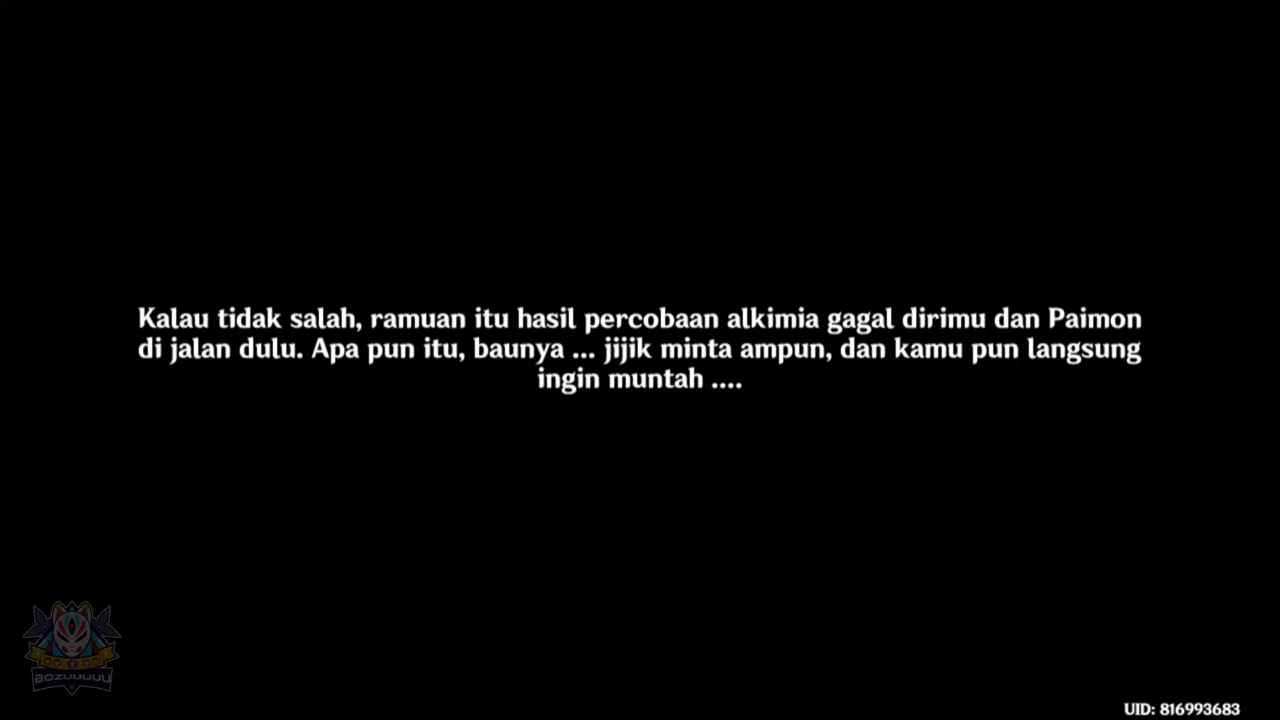 Kalau tidak salah, ramuan itu hasil percobaan alkimia gagal dirimu dan Paimon
di jalan dulu. Apa pun itu, baunya ... jijik minta ampun, dan kamu pun langsung
ingin muntah ....
BOZUUUUU
UID: 816993683